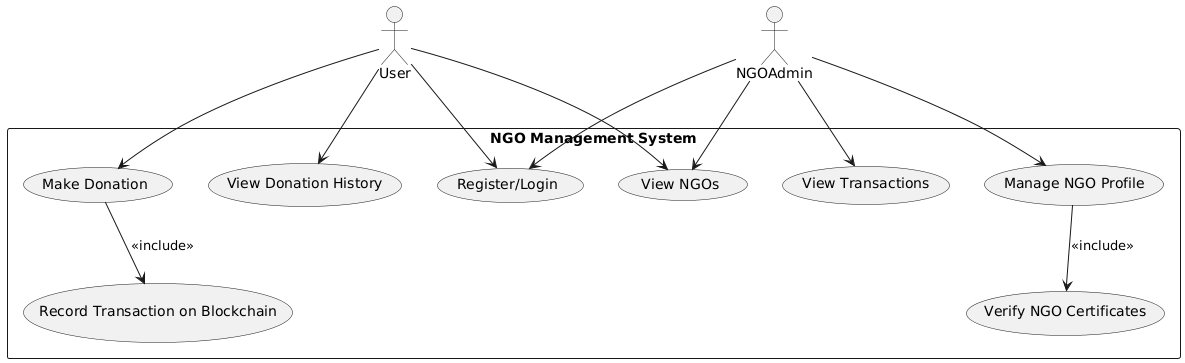 User
NGOAdmin
NGO Management System
Make Donation
View Donation History
Register/Login
View NGOs
View Transactions
Manage NGO Profile
«include»
«include»
Record Transaction on Blockchain
Verify NGO Certificates